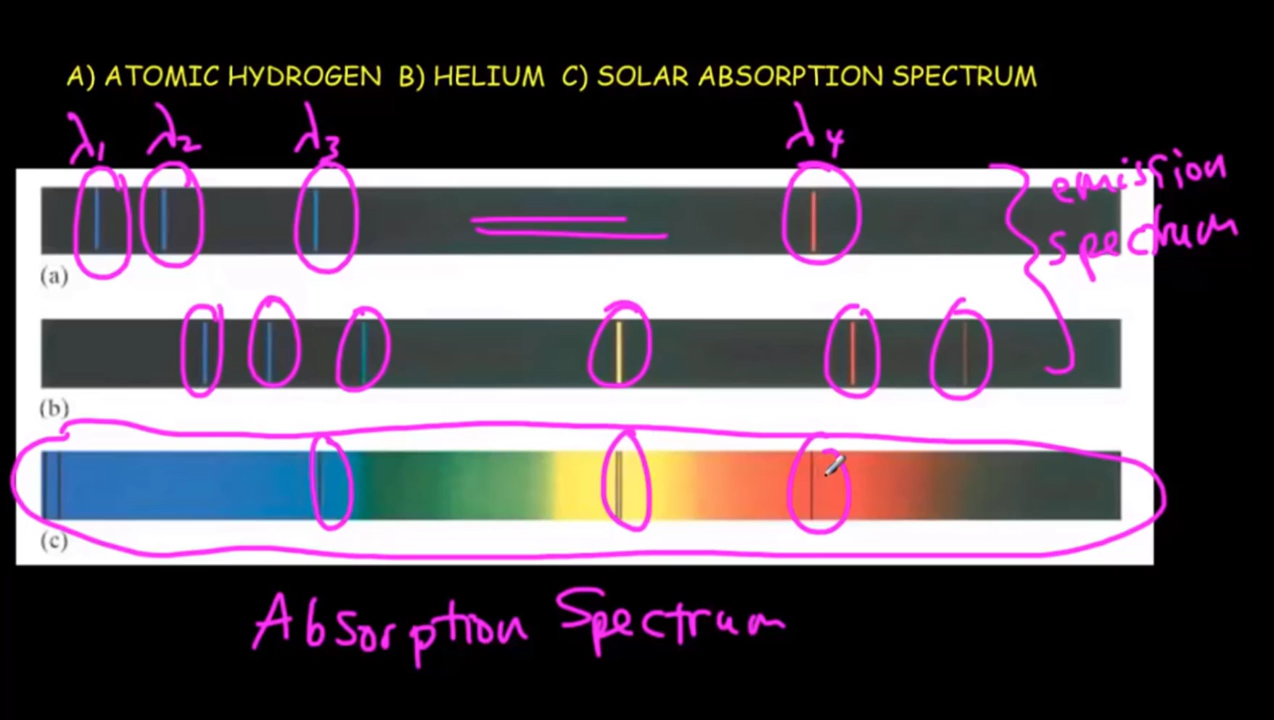 A) ATOMIC HYDROGEN B) HELIUM C) SOLAR ABSORPTION SPECTRUM
λ1 λ2 λ3 λ4
emission
spectrum
(a)
(b)
(c)
Absorption Spectrum